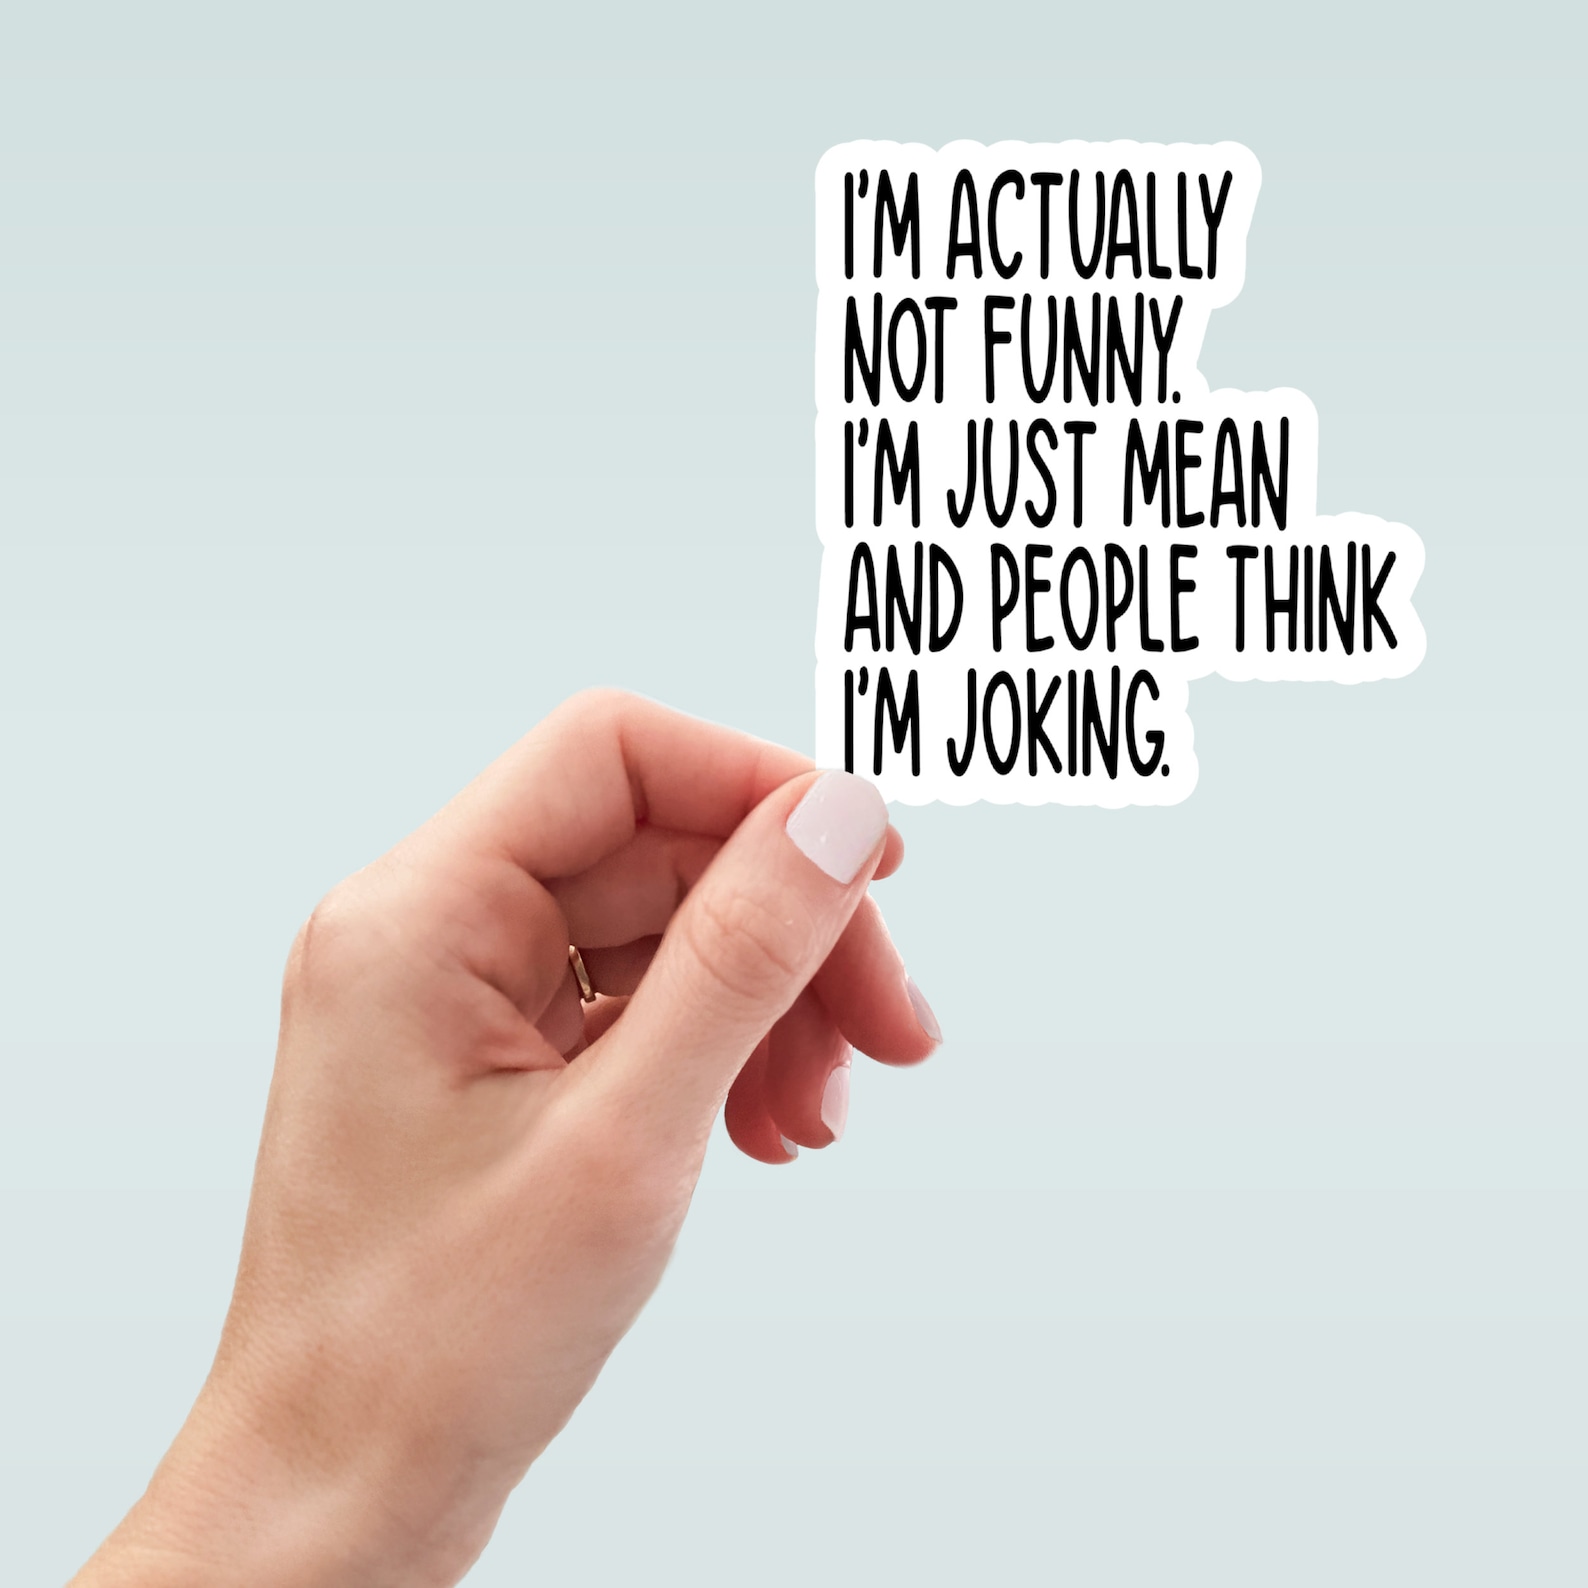 I'M ACTUALLY
NOT FUNNY.
I'M JUST MEAN
AND PEOPLE THINK
I'M JOKING.